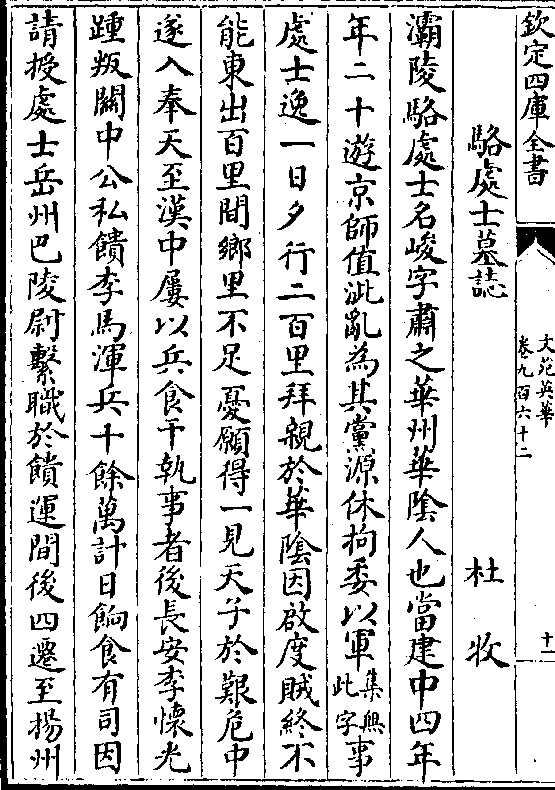 欽定四庫全書
文苑英華
卷九百六十二
十一
駱處士墓誌
杜牧
灞陵駱處士名峻字肅之華州華陰人也當建中四年
年二十遊京師值泚亂為其黨源休拘委以軍集無此字事
處士逸一日夕行二百里拜親於華陰因啟度賊終不
能東出百里間鄉里不足憂願得一見天子於艱危中
遂入奉天至漢中屢以兵食干執事者後長安李懷光
踵叛關中公私饋李馬渾兵十餘萬計日餉食有司因
請授處士岳州巴陵尉繫職於饋運間後四遷至揚州